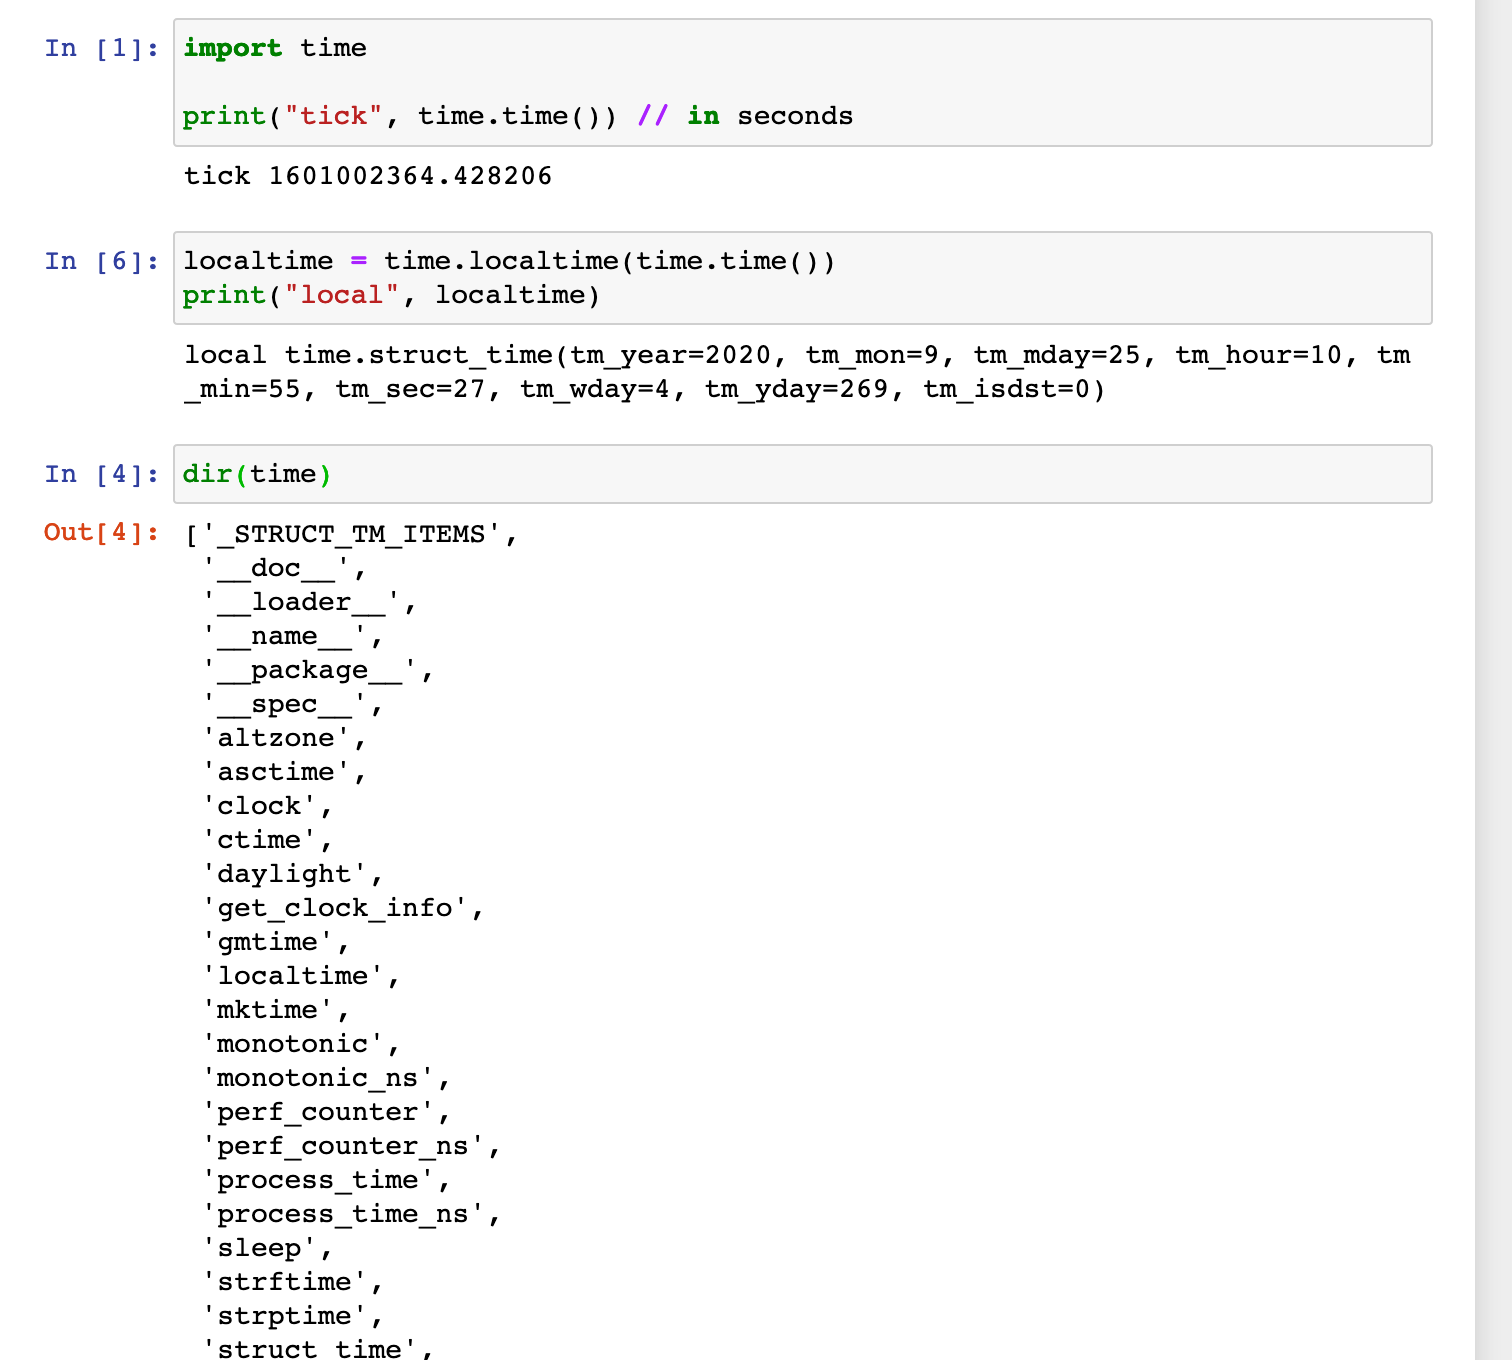 In [1]: import time
print("tick", time.time()) // in seconds
tick 1601002364.428206
In [6]: localtime = time.localtime(time.time())
print("local", localtime)
local time.struct_time(tm_year=2020, tm_mon=9, tm_mday=25, tm_hour=10, tm
_min=55, tm_sec=27, tm_wday=4, tm_yday=269, tm_isdst=0)
In [4]: dir(time)
Out[4]: ['_STRUCT_TM_ITEMS',
'__doc__',
'__loader__',
'__name__',
'__package__',
'__spec__',
'altzone',
'asctime',
'clock',
'ctime',
'daylight',
'get_clock_info',
'gmtime',
'localtime',
'mktime',
'monotonic',
'monotonic_ns',
'perf_counter',
'perf_counter_ns',
'process_time',
'process_time_ns',
'sleep',
'strftime',
'strptime',
'struct_time',